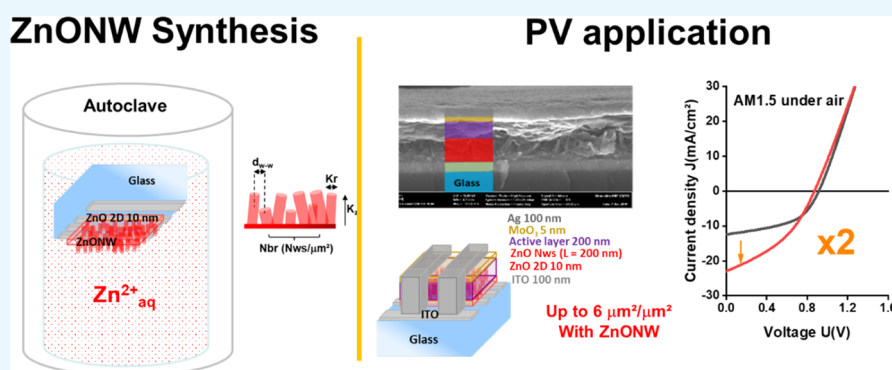 ZnONW Synthesis
Autoclave
Glass
ZnO 2D 10 nm
ZnONW
Zn²⁺aq
dw-w
Kr
Nbr (Nws/µm²)
PV application
Glass
Ag 100 nm
MoO₃ 5 nm
Active layer 200 nm
ZnO Nws (L = 200 nm)
ZnO 2D 10 nm
ITO 100 nm
ITO
Glass
Up to 6 µm²/µm²
With ZnONW
AM1.5 under air
x2
Current density J(mA/cm²)
30
20
10
0
-10
-20
-30
0.0
0.4
0.8
1.2
1.6
Voltage U(V)